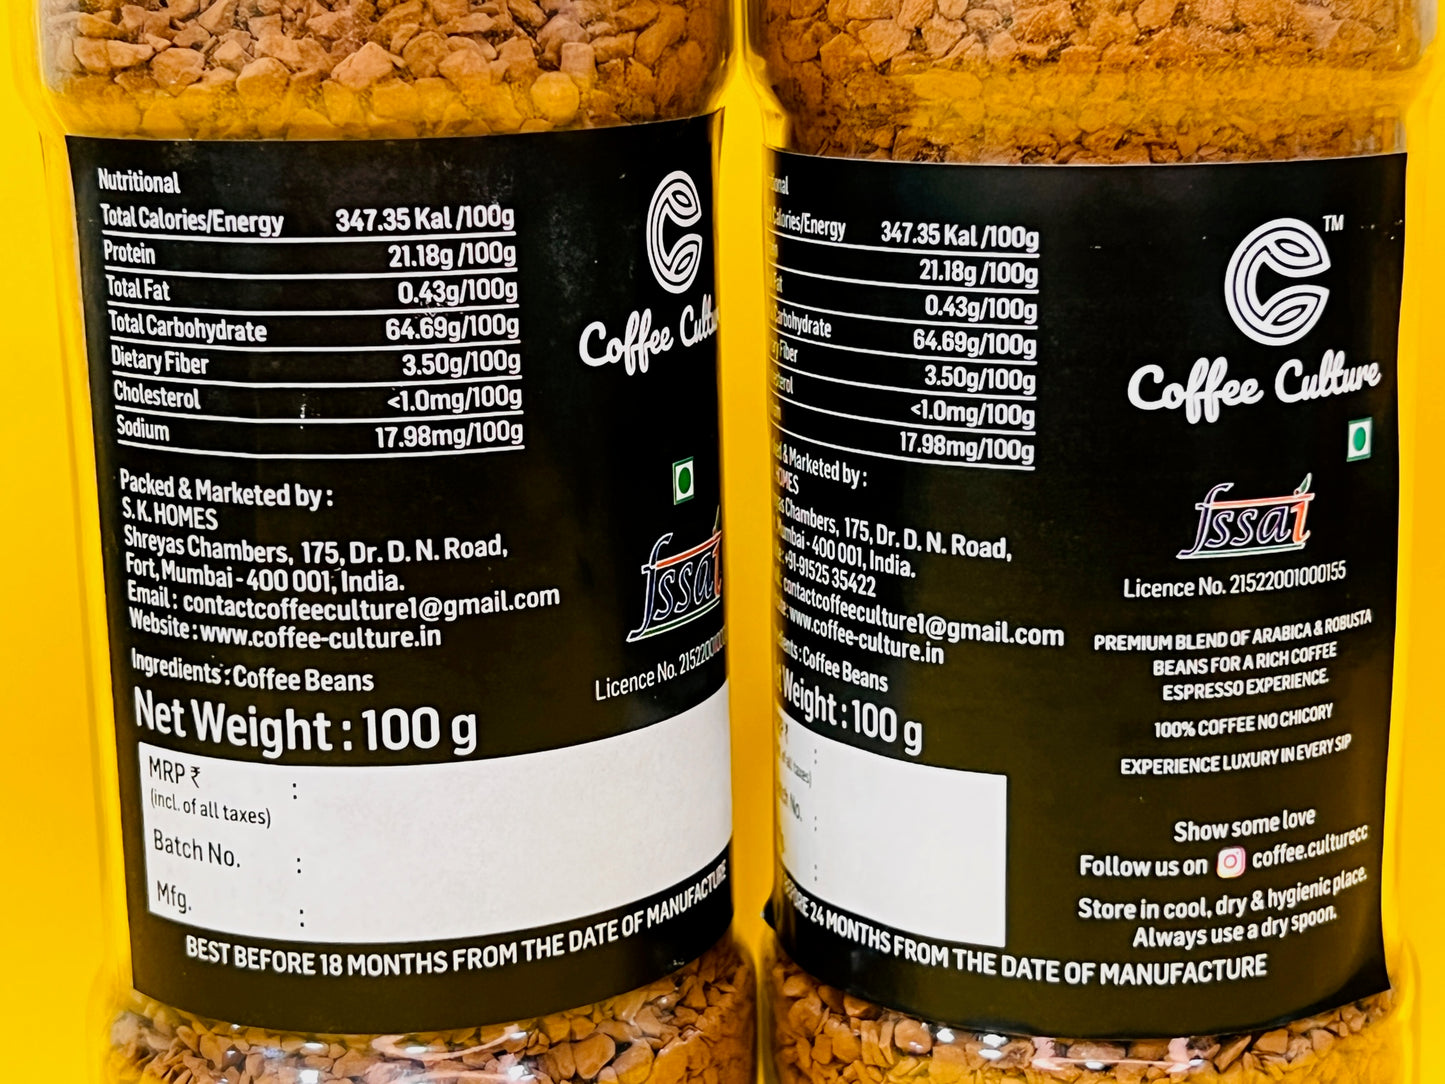 Nutritional
Total Calories/Energy 347.35 Kal /100g
Protein 21.18g /100g
Total Fat 0.43g/100g
Total Carbohydrate 64.69g/100g
Dietary Fiber 3.50g/100g
Cholesterol <1.0mg/100g
Sodium 17.98mg/100g
Packed & Marketed by :
S. K. HOMES
Shreyas Chambers, 175, Dr. D. N. Road,
Fort, Mumbai - 400 001, India.
Email : contactcoffeeculture1@gmail.com
Website : www.coffee-culture.in
Ingredients : Coffee Beans
Net Weight : 100 g
MRP ₹ :
(incl. of all taxes)
Batch No. :
Mfg. :
BEST BEFORE 18 MONTHS FROM THE DATE OF MANUFACTURE
Coffee
fssai
Licence No.
Calories/Energy 347.35 Kal /100g
21.18g /100g
Fat 0.43g/100g
Carbohydrate 64.69g/100g
Fiber 3.50g/100g
<1.0mg/100g
17.98mg/100g
& Marketed by :
Chambers, 175, Dr. D. N. Road,
Mumbai - 400 001, India.
+91-91525 35422
contactcoffeeculture1@gmail.com
www.coffee-culture.in
: Coffee Beans
Weight : 100 g
No. :
24 MONTHS FROM THE DATE OF MANUFACTURE
TM
Coffee Culture
fssai
Licence No. 21522001000155
PREMIUM BLEND OF ARABICA & ROBUSTA
BEANS FOR A RICH COFFEE
ESPRESSO EXPERIENCE.
100% COFFEE NO CHICORY
EXPERIENCE LUXURY IN EVERY SIP
Show some love
Follow us on coffee.culturecc
Store in cool, dry & hygienic place.
Always use a dry spoon.